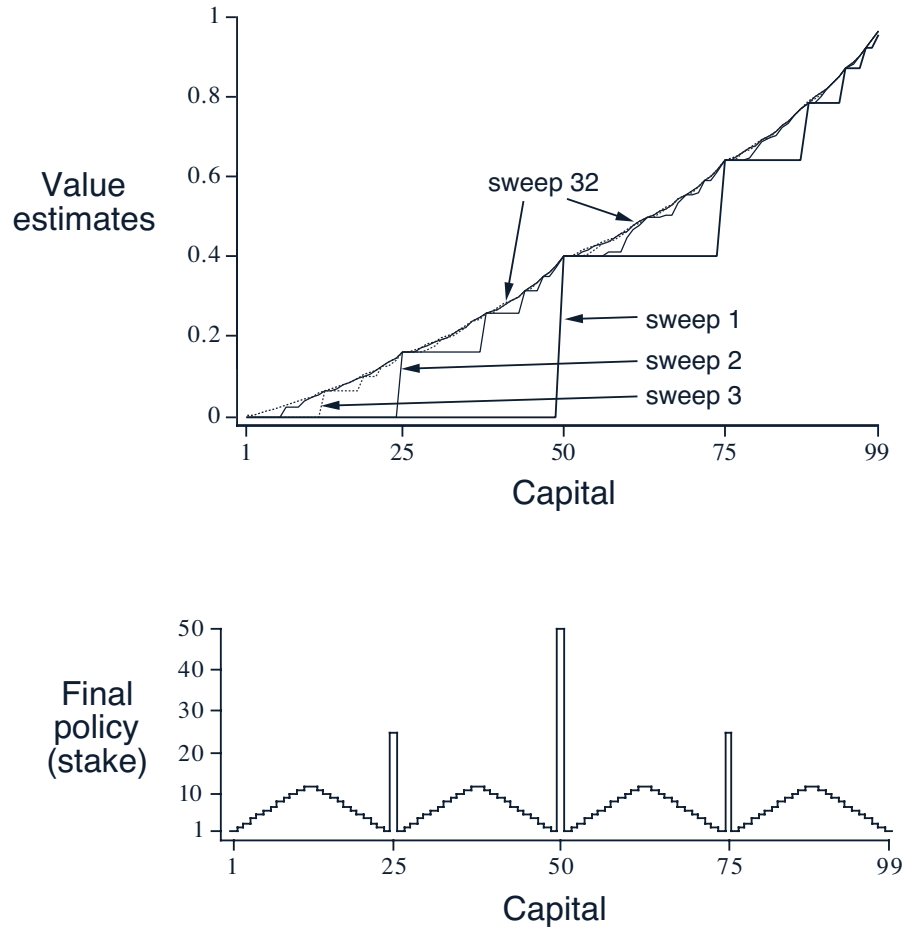 1
0.8
Value
estimates
0.6
sweep 32
0.4
sweep 1
0.2
sweep 2
sweep 3
0
1 25 50 75 99
Capital
50
40
Final
policy
(stake)
30
20
10
1
1 25 50 75 99
Capital